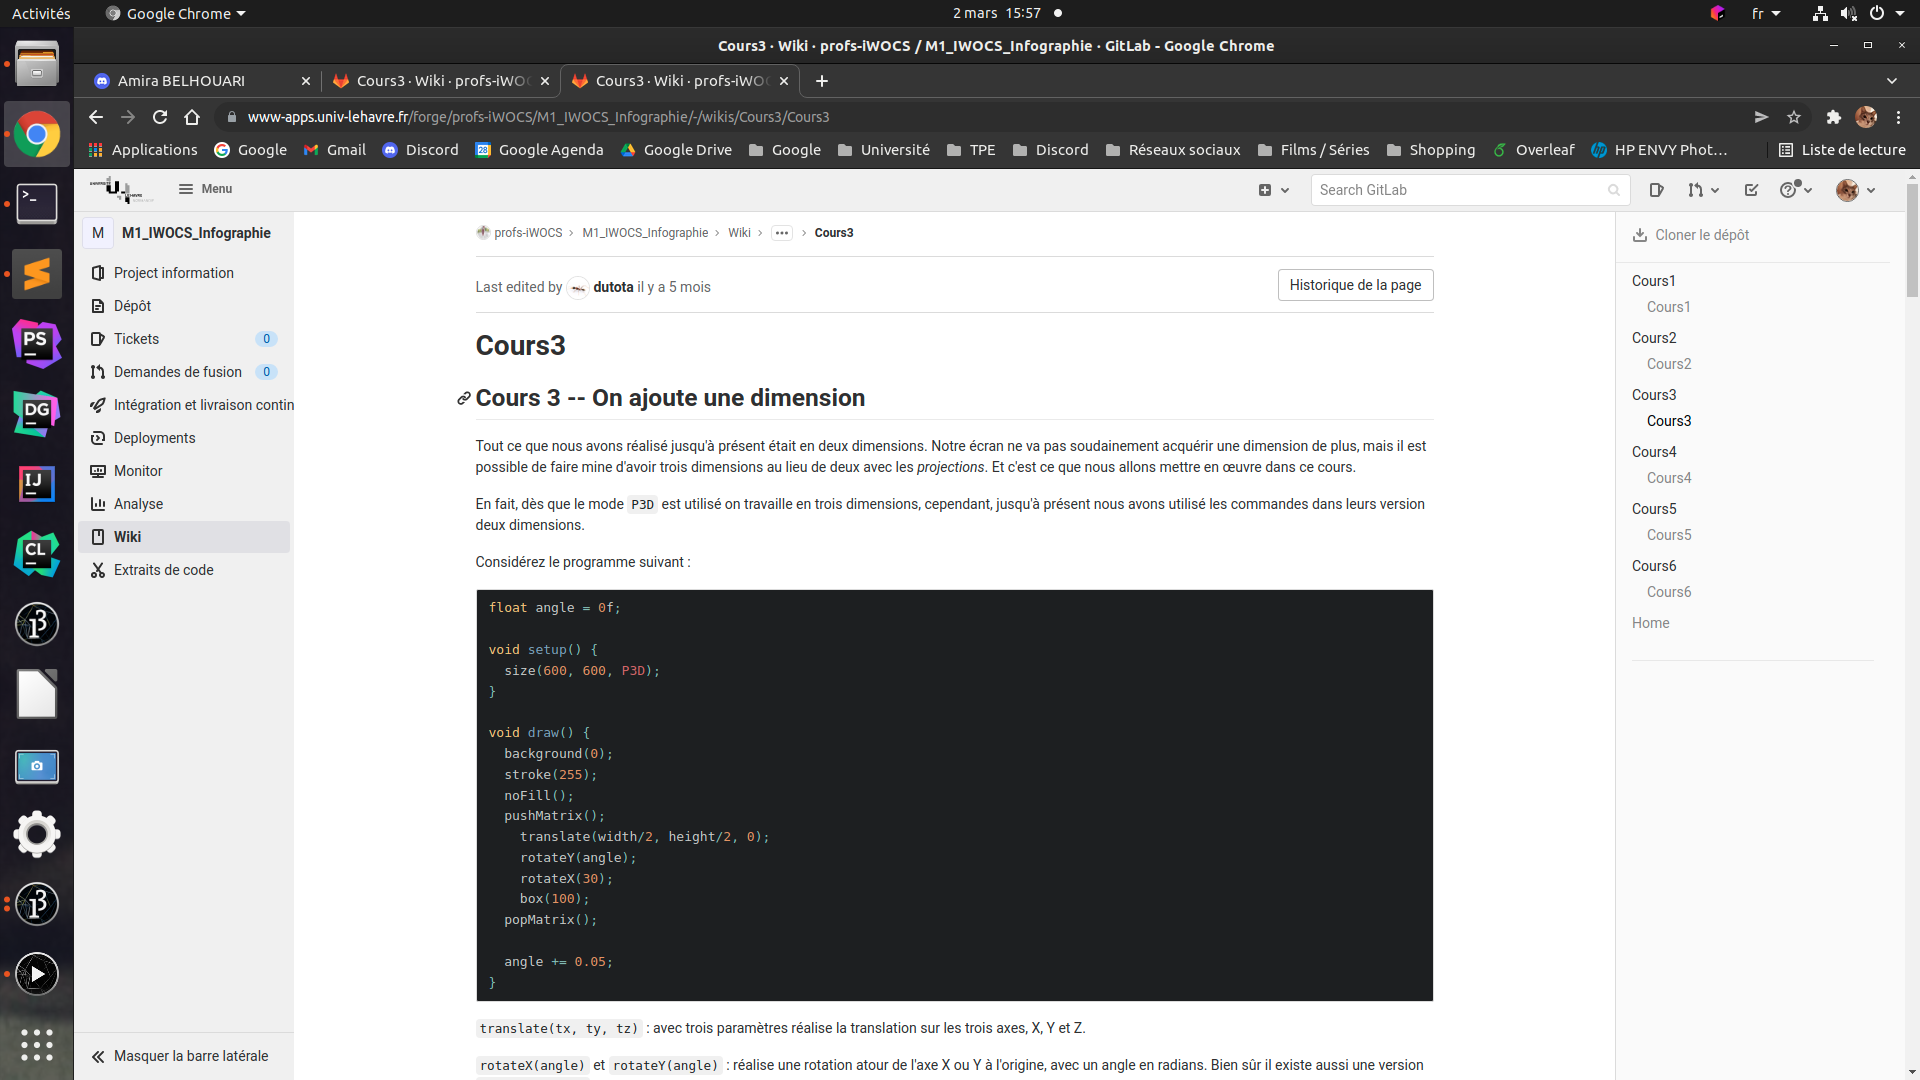 Activités
Google Chrome
2 mars 15:57
fr
Cours3 · Wiki · profs-iWOCS / M1_IWOCS_Infographie · GitLab - Google Chrome
Amira BELHOUARI
Cours3 · Wiki · profs-iWOC
Cours3 · Wiki · profs-iWOC
www-apps.univ-lehavre.fr/forge/profs-iWOCS/M1_IWOCS_Infographie/-/wikis/Cours3/Cours3
Applications
Google
Gmail
Discord
28
Google Agenda
Google Drive
Google
Université
TPE
Discord
Réseaux sociaux
Films / Séries
Shopping
Overleaf
HP ENVY Phot…
Liste de lecture
Menu
Search GitLab
M M1_IWOCS_Infographie
Project information
Dépôt
Tickets 0
Demandes de fusion 0
Intégration et livraison contin
Deployments
Monitor
Analyse
Wiki
Extraits de code
Masquer la barre latérale
PS
DG
IJ
CL
profs-iWOCS › M1_IWOCS_Infographie › Wiki › ··· › Cours3
Last edited by dutota il y a 5 mois
Historique de la page
Cours3
Cours 3 -- On ajoute une dimension
Tout ce que nous avons réalisé jusqu'à présent était en deux dimensions. Notre écran ne va pas soudainement acquérir une dimension de plus, mais il est
possible de faire mine d'avoir trois dimensions au lieu de deux avec les projections. Et c'est ce que nous allons mettre en œuvre dans ce cours.
En fait, dès que le mode P3D est utilisé on travaille en trois dimensions, cependant, jusqu'à présent nous avons utilisé les commandes dans leurs version
deux dimensions.
Considérez le programme suivant :
float angle = 0f;
void setup() {
size(600, 600, P3D);
}
void draw() {
background(0);
stroke(255);
noFill();
pushMatrix();
translate(width/2, height/2, 0);
rotateY(angle);
rotateX(30);
box(100);
popMatrix();
angle += 0.05;
}
translate(tx, ty, tz) : avec trois paramètres réalise la translation sur les trois axes, X, Y et Z.
rotateX(angle) et rotateY(angle) : réalise une rotation atour de l'axe X ou Y à l'origine, avec un angle en radians. Bien sûr il existe aussi une version
Cloner le dépôt
Cours1
Cours1
Cours2
Cours2
Cours3
Cours3
Cours4
Cours4
Cours5
Cours5
Cours6
Cours6
Home